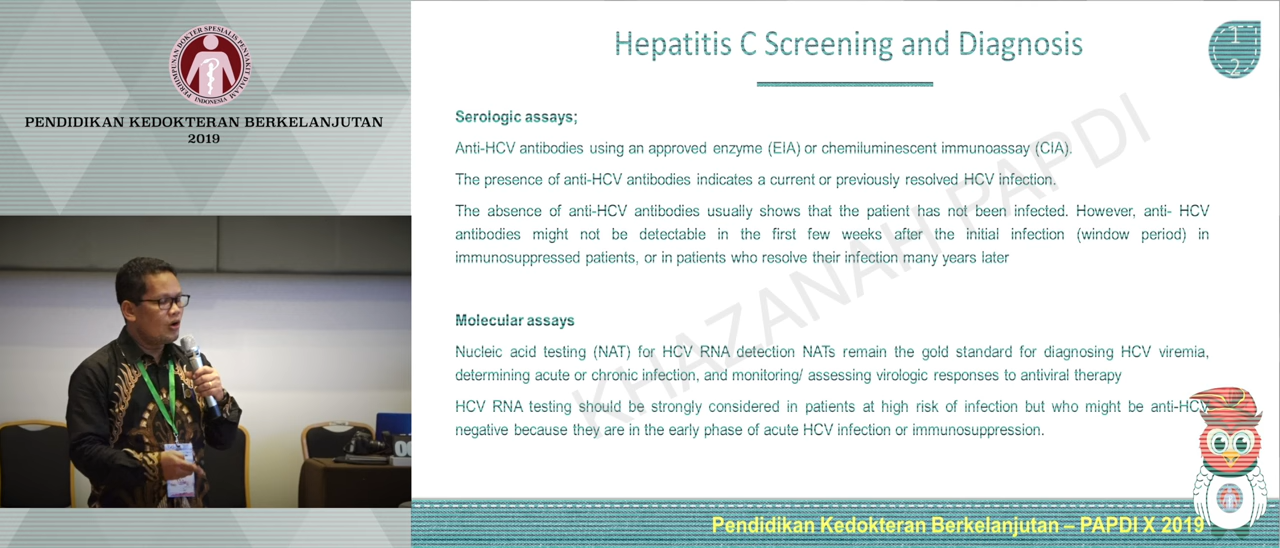 PERHIMPUNAN DOKTER SPESIALIS PENYAKIT DALAM
INDONESIA
PENDIDIKAN KEDOKTERAN BERKELANJUTAN
2019
Hepatitis C Screening and Diagnosis
1
2
Serologic assays;
Anti-HCV antibodies using an approved enzyme (EIA) or chemiluminescent immunoassay (CIA).
The presence of anti-HCV antibodies indicates a current or previously resolved HCV infection.
The absence of anti-HCV antibodies usually shows that the patient has not been infected. However, anti- HCV
antibodies might not be detectable in the first few weeks after the initial infection (window period) in
immunosuppressed patients, or in patients who resolve their infection many years later
Molecular assays
Nucleic acid testing (NAT) for HCV RNA detection NATs remain the gold standard for diagnosing HCV viremia,
determining acute or chronic infection, and monitoring/ assessing virologic responses to antiviral therapy
HCV RNA testing should be strongly considered in patients at high risk of infection but who might be anti-HCV
negative because they are in the early phase of acute HCV infection or immunosuppression.
KHAZANAH PAPDI
Pendidikan Kedokteran Berkelanjutan – PAPDI X 2019